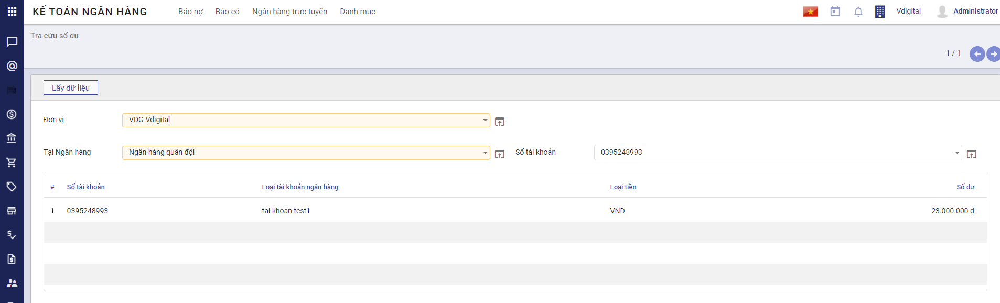 KẾ TOÁN NGÂN HÀNG Báo nợ Báo có Ngân hàng trực tuyến Danh mục Vdigital Administrator
Tra cứu số dư
1 / 1
Lấy dữ liệu
Đơn vị VDG-Vdigital
Tại Ngân hàng Ngân hàng quân đội Số tài khoản 0395248993
# Số tài khoản Loại tài khoản ngân hàng Loại tiền Số dư
1 0395248993 tai khoan test1 VND 23.000.000 ₫